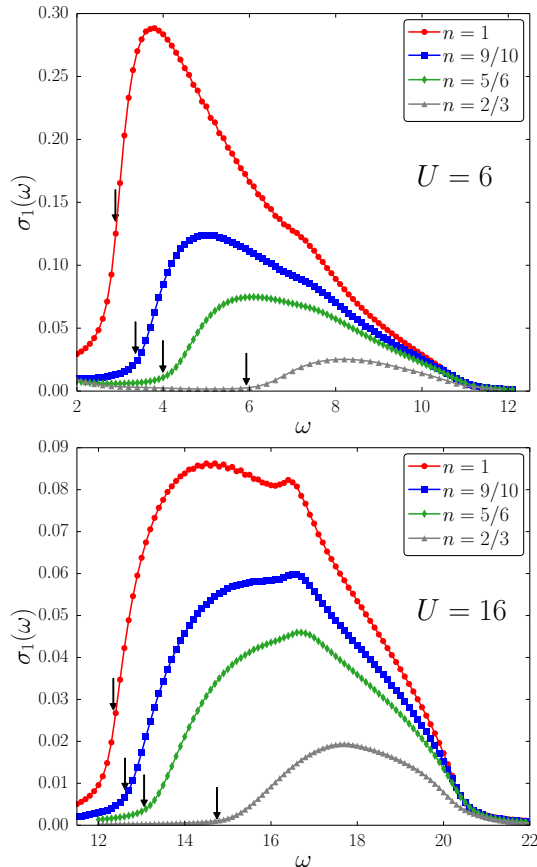 0.30
0.25
0.20
0.15
0.10
0.05
0.00
σ₁(ω)
n = 1
n = 9/10
n = 5/6
n = 2/3
U = 6
2 4 6 8 10 12
ω
0.09
0.08
0.07
0.06
0.05
0.04
0.03
0.02
0.01
0.00
σ₁(ω)
n = 1
n = 9/10
n = 5/6
n = 2/3
U = 16
12 14 16 18 20 22
ω